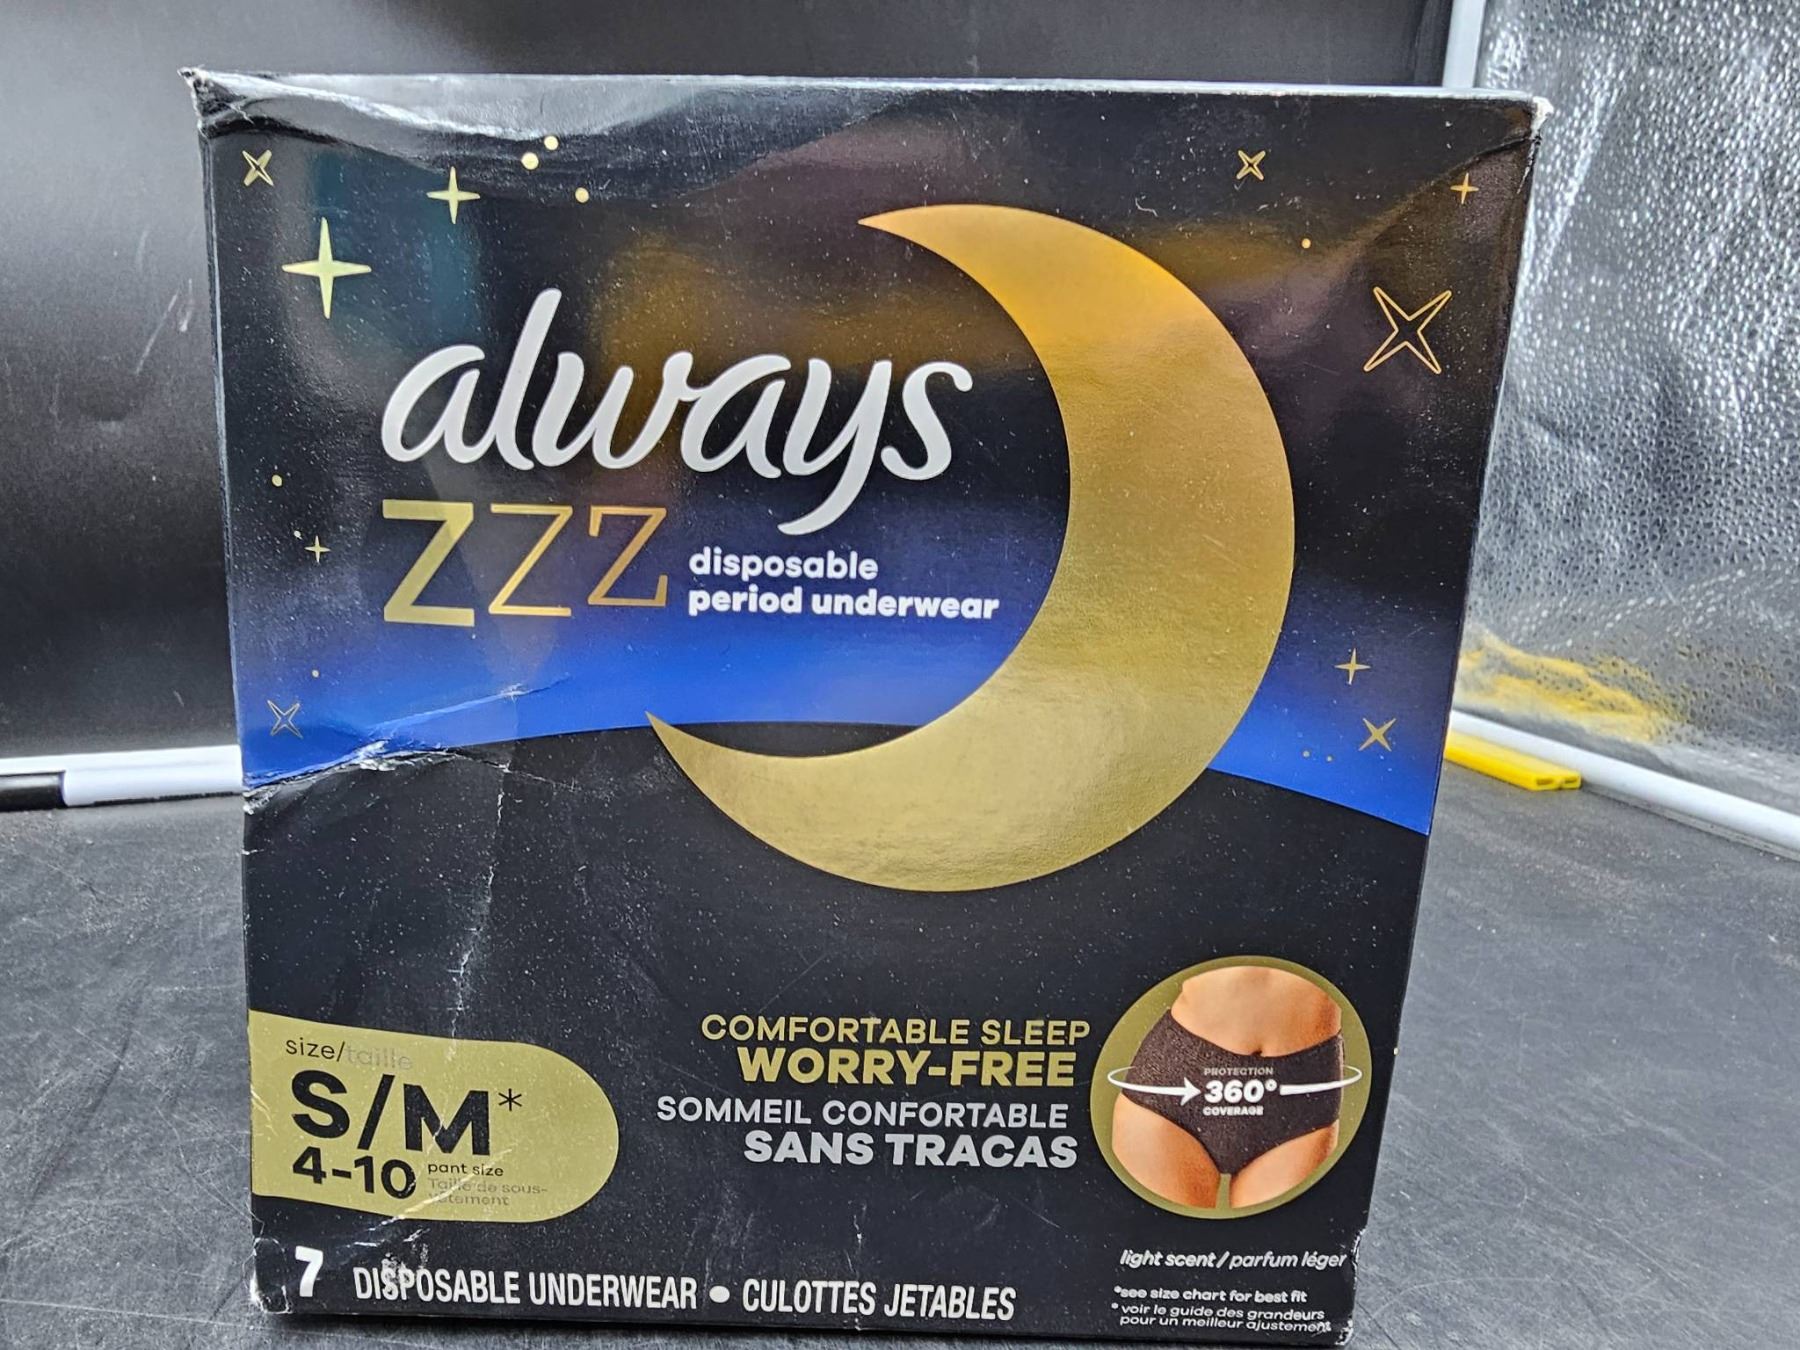 always
ZZZ
disposable
period underwear
COMFORTABLE SLEEP
WORRY-FREE
SOMMEIL CONFORTABLE
SANS TRACAS
PROTECTION
360°
COVERAGE
size/taille
S/M*
4-10
pant size
Taille de sous-
vêtement
7 DISPOSABLE UNDERWEAR • CULOTTES JETABLES
light scent / parfum léger
*see size chart for best fit
* voir le guide des grandeurs
pour un meilleur ajustement